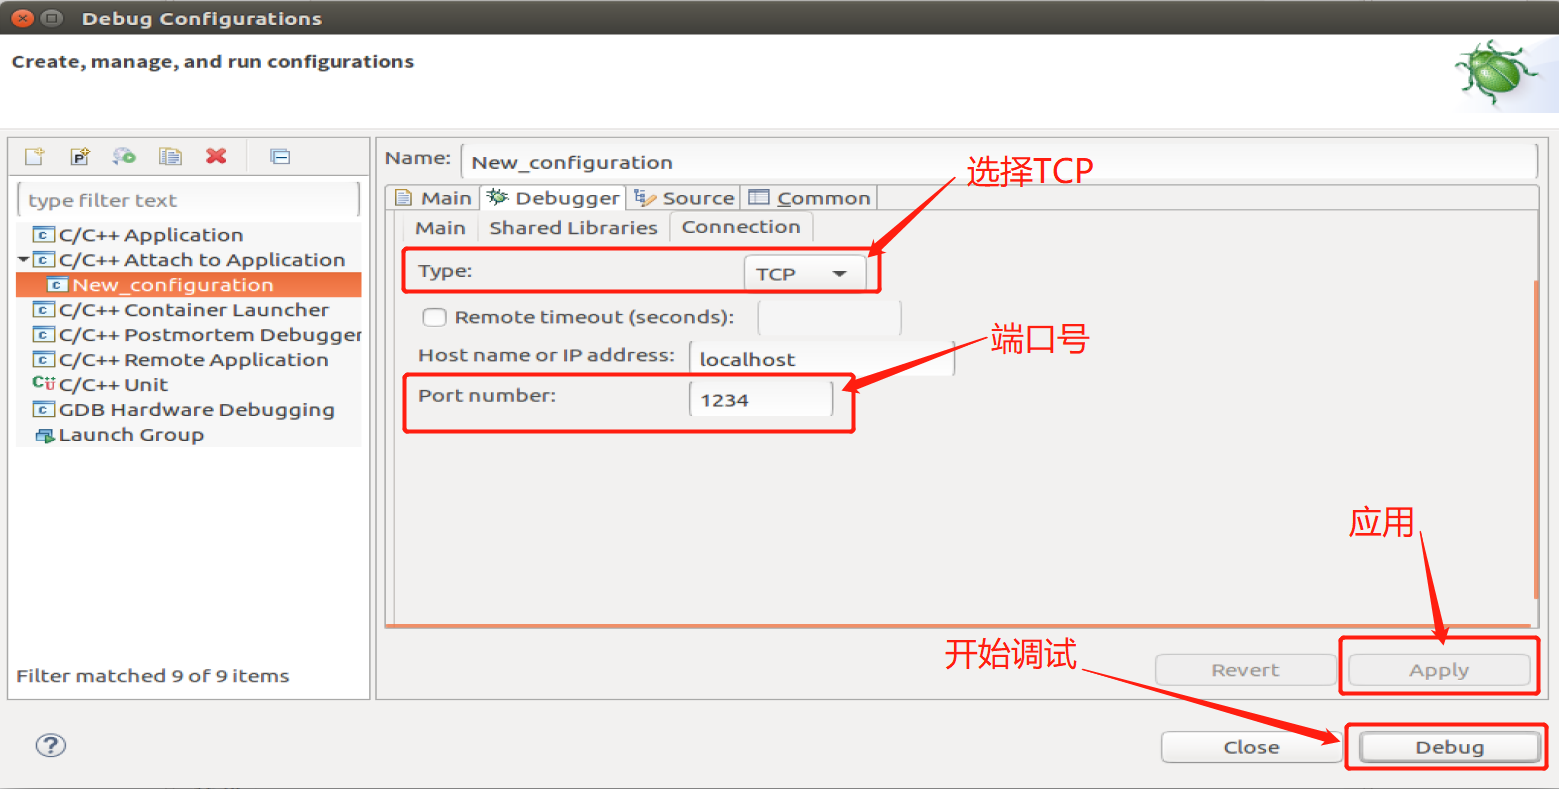 Debug Configurations
Create, manage, and run configurations
type filter text
C/C++ Application
C/C++ Attach to Application
New_configuration
C/C++ Container Launcher
C/C++ Postmortem Debugger
C/C++ Remote Application
C/C++ Unit
GDB Hardware Debugging
Launch Group
Filter matched 9 of 9 items
Name: New_configuration
选择TCP
Main Debugger Source Common
Main Shared Libraries Connection
Type: TCP
Remote timeout (seconds):
端口号
Host name or IP address: localhost
Port number: 1234
应用
开始调试
Revert Apply
Close Debug